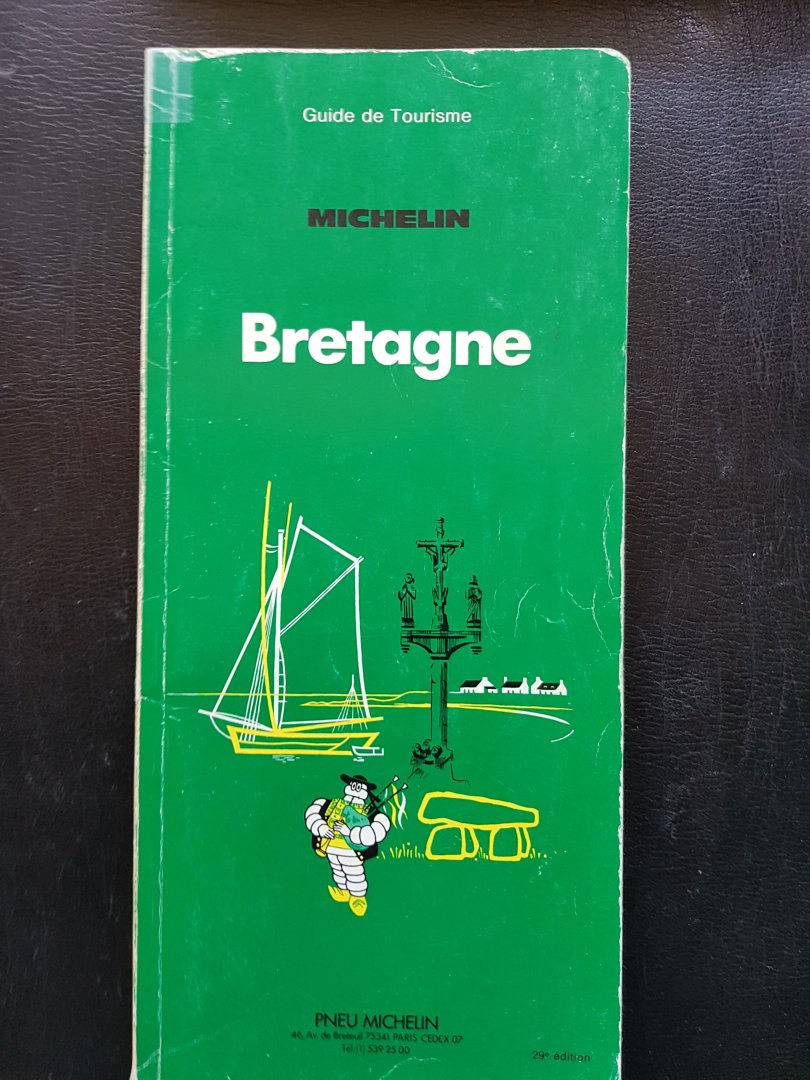 Guide de Tourisme
MICHELIN
Bretagne
PNEU MICHELIN
46, Av. de Breteuil 75341 PARIS CEDEX 07
Tél. (1) 539 25 00
29e édition